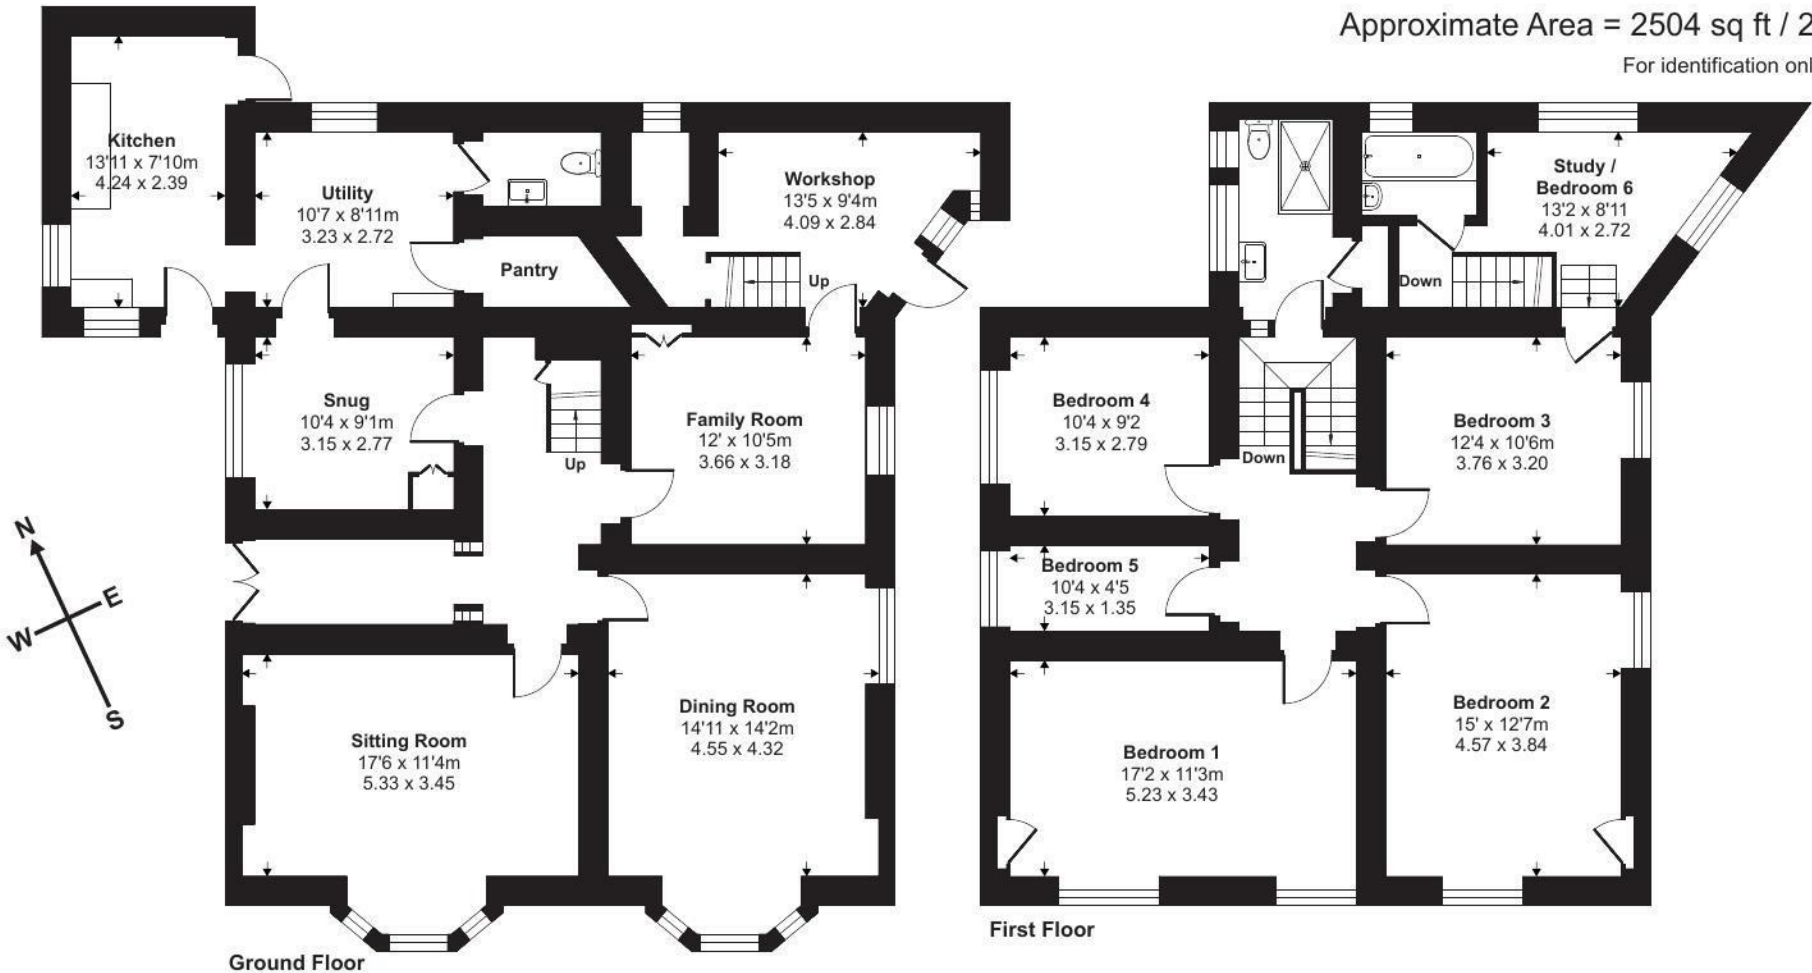 Approximate Area = 2504 sq ft / 2
For identification onl
Kitchen
13'11 x 7'10m
4.24 x 2.39
Utility
10'7 x 8'11m
3.23 x 2.72
Pantry
Workshop
13'5 x 9'4m
4.09 x 2.84
Up
Snug
10'4 x 9'1m
3.15 x 2.77
Up
Family Room
12' x 10'5m
3.66 x 3.18
N
E
W
S
Sitting Room
17'6 x 11'4m
5.33 x 3.45
Dining Room
14'11 x 14'2m
4.55 x 4.32
Ground Floor
Study /
Bedroom 6
13'2 x 8'11
4.01 x 2.72
Down
Bedroom 4
10'4 x 9'2
3.15 x 2.79
Down
Bedroom 3
12'4 x 10'6m
3.76 x 3.20
Bedroom 5
10'4 x 4'5
3.15 x 1.35
Bedroom 1
17'2 x 11'3m
5.23 x 3.43
Bedroom 2
15' x 12'7m
4.57 x 3.84
First Floor